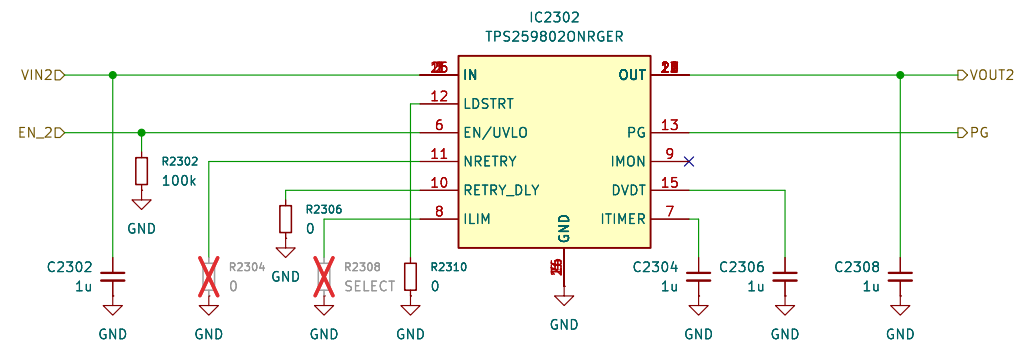 IC2302
TPS259802ONRGER
VIN2
IN
OUT
VOUT2
12
LDSTRT
EN_2
6
EN/UVLO
PG
13
PG
R2302
100k
11
NRETRY
IMON
9
10
RETRY_DLY
DVDT
15
GND
R2306
0
8
ILIM
ITIMER
7
GND
GND
C2302
1u
R2304
0
R2308
SELECT
R2310
0
C2304
1u
C2306
1u
C2308
1u
GND
GND
GND
GND
GND
GND
GND
GND